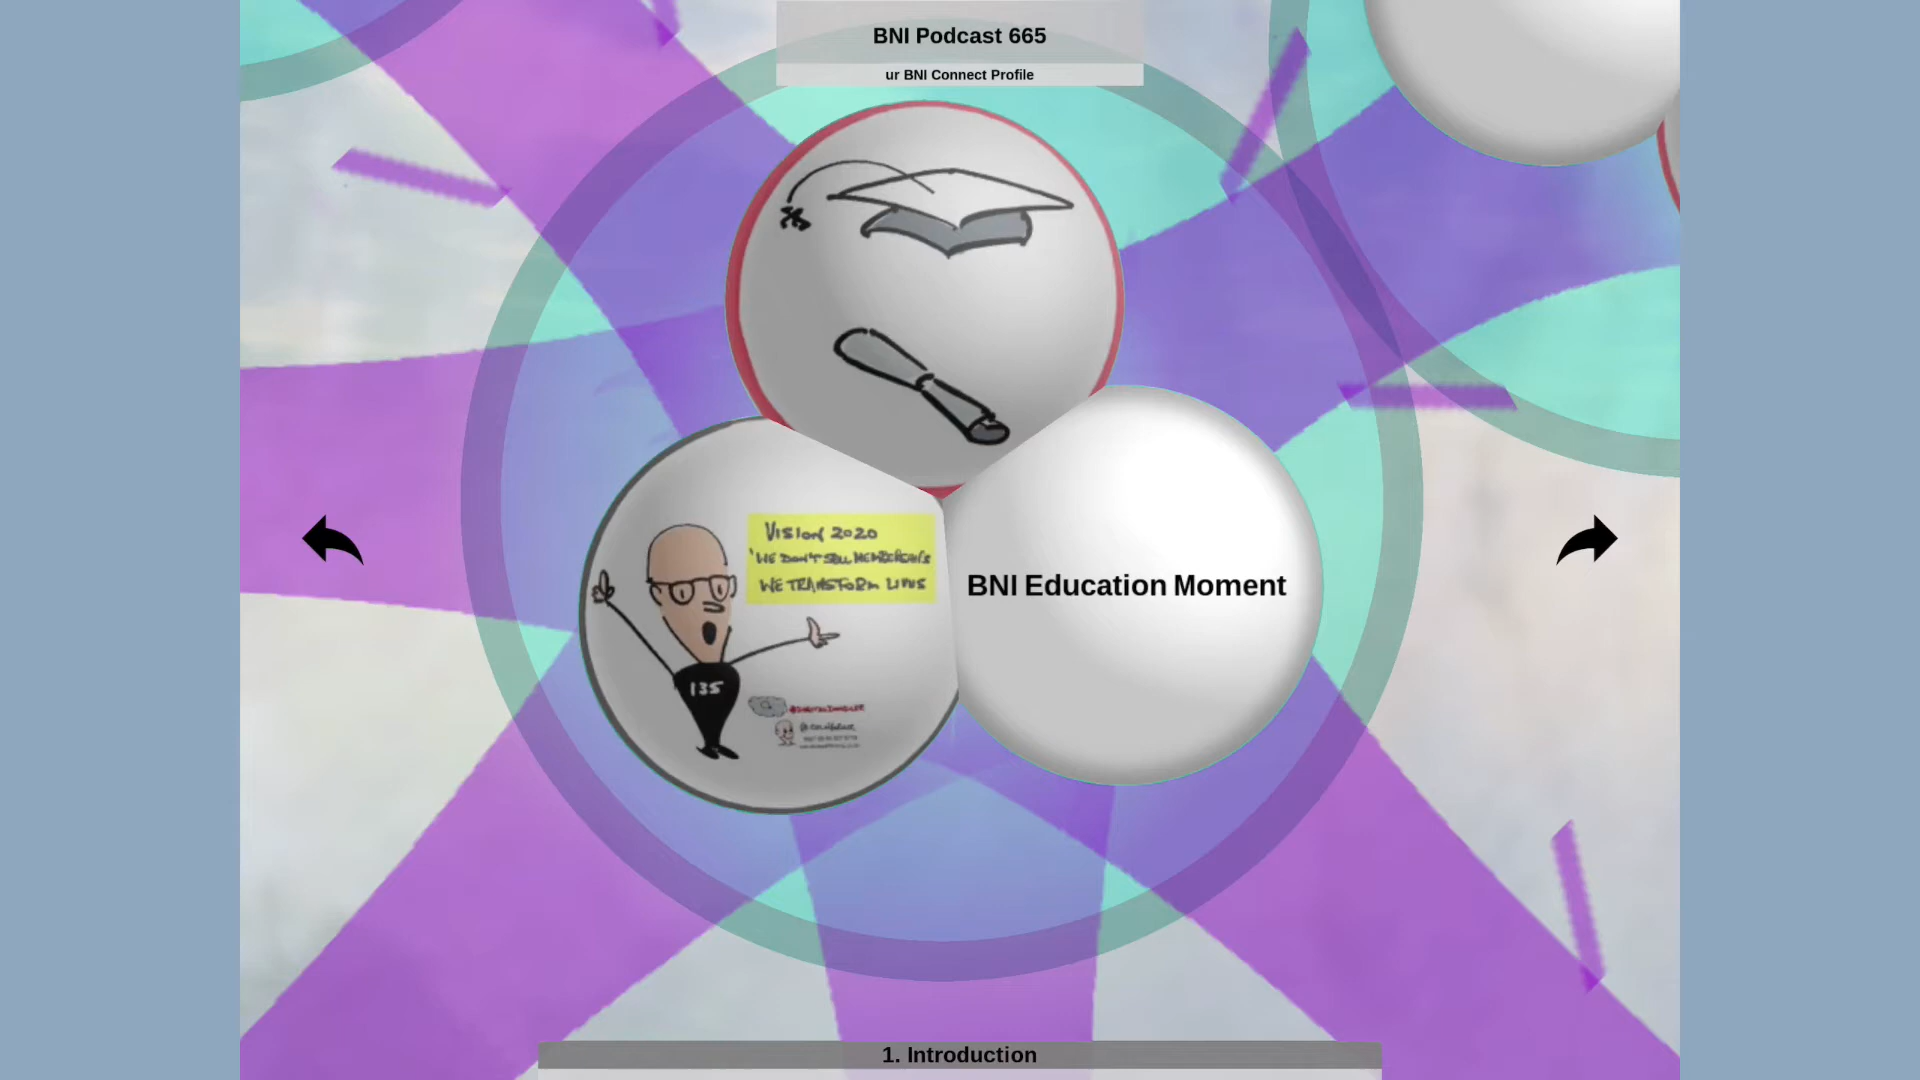 BNI Podcast 665
ur BNI Connect Profile
Vision 2020
'WE DON'T SELL MEMBERSHIPS
WE TRANSFORM LIVES
BNI Education Moment
135
1. Introduction